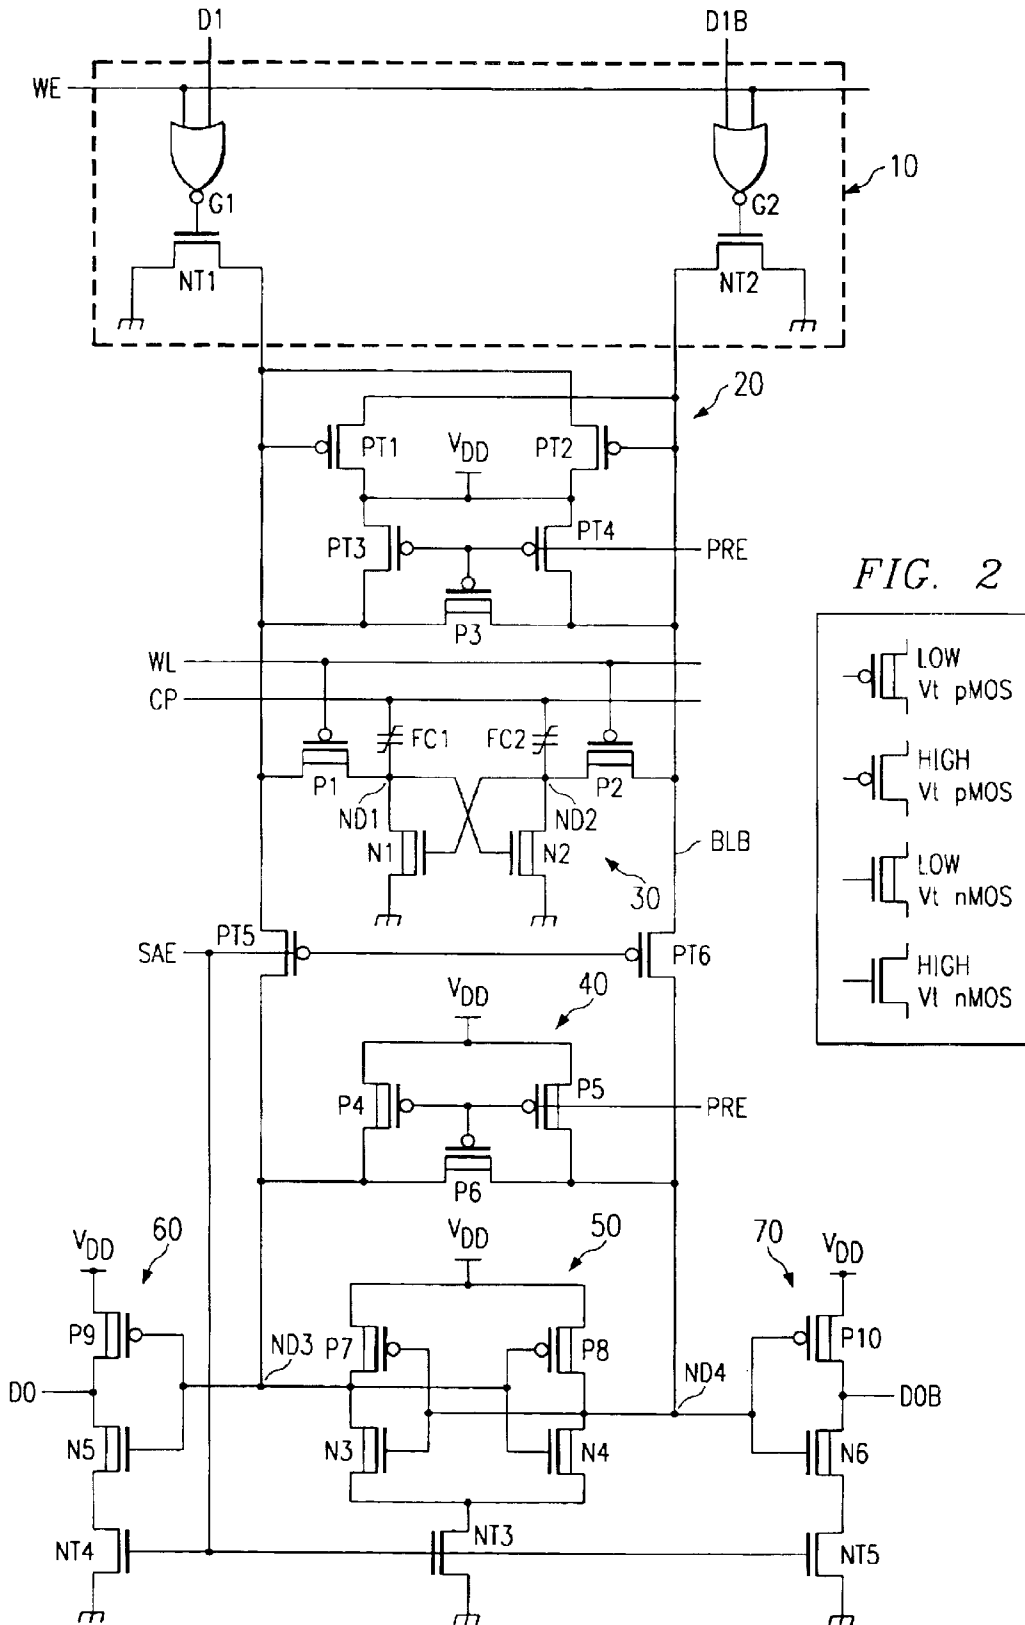 D1
D1B
WE
10
G1
G2
NT1
NT2
20
PT1
VDD
PT2
PT3
PT4
PRE
P3
FIG. 2
WL
CP
FC1
FC2
P1
P2
ND1
ND2
N1
N2
BLB
30
LOW
Vt pMOS
HIGH
Vt pMOS
LOW
Vt nMOS
HIGH
Vt nMOS
SAE
PT5
PT6
VDD
40
P4
P5
PRE
P6
60
VDD
VDD
50
70
VDD
P9
ND3
P7
P8
P10
ND4
DO
DOB
N5
N3
N4
N6
NT4
NT3
NT5